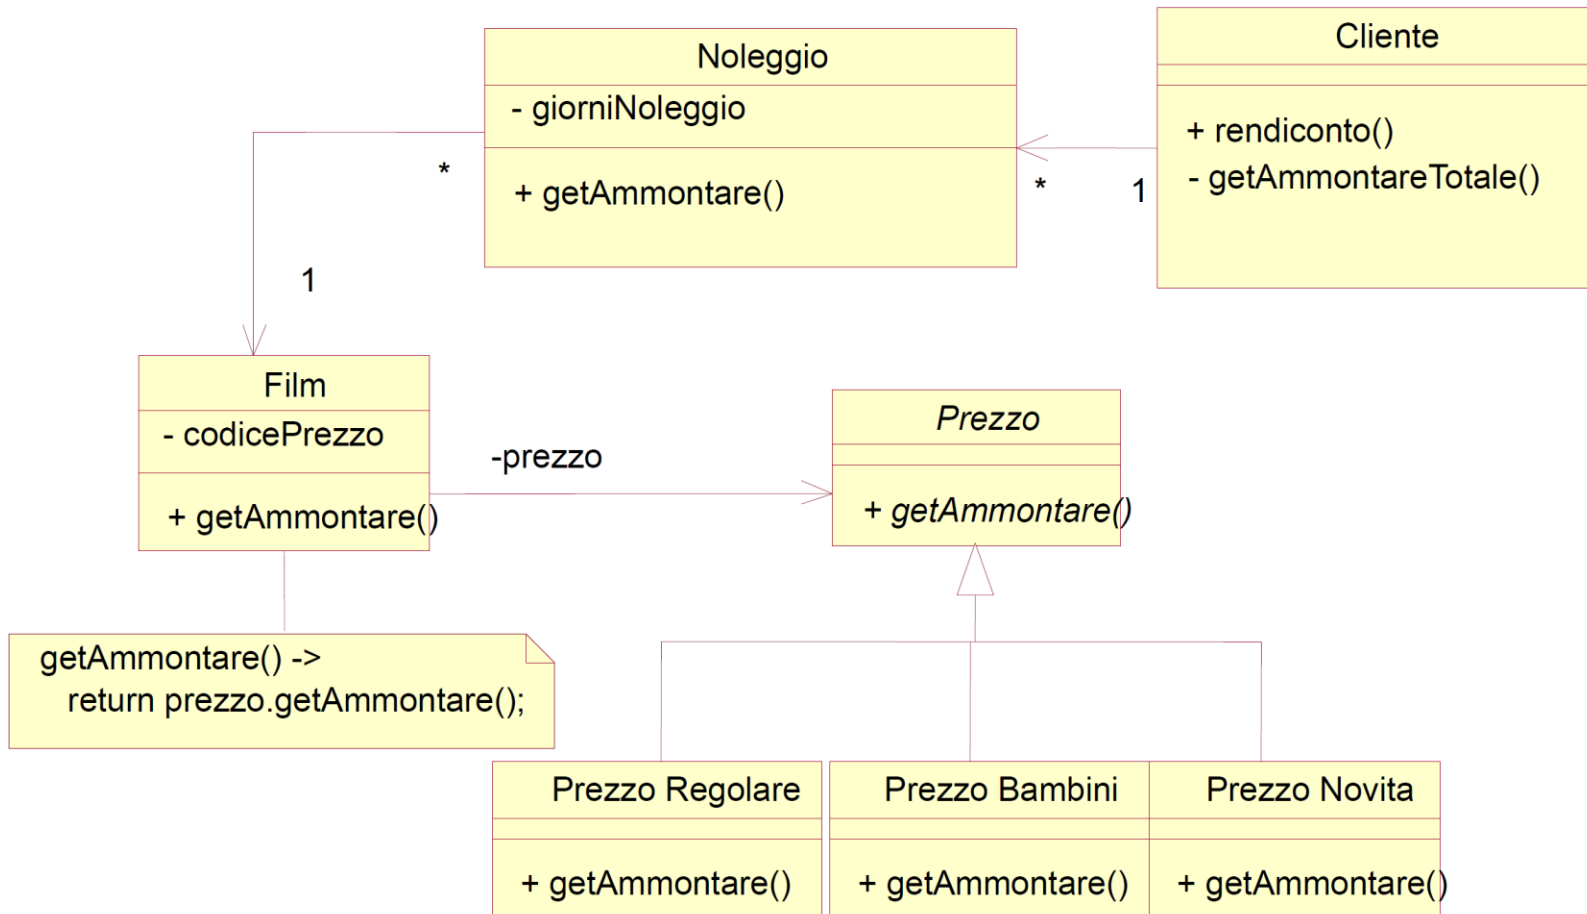 Noleggio
- giorniNoleggio
+ getAmmontare()
Cliente
+ rendiconto()
- getAmmontareTotale()
*
1
*
1
Film
- codicePrezzo
+ getAmmontare()
-prezzo
Prezzo
+ getAmmontare()
getAmmontare() ->
return prezzo.getAmmontare();
Prezzo Regolare
+ getAmmontare()
Prezzo Bambini
+ getAmmontare()
Prezzo Novita
+ getAmmontare()